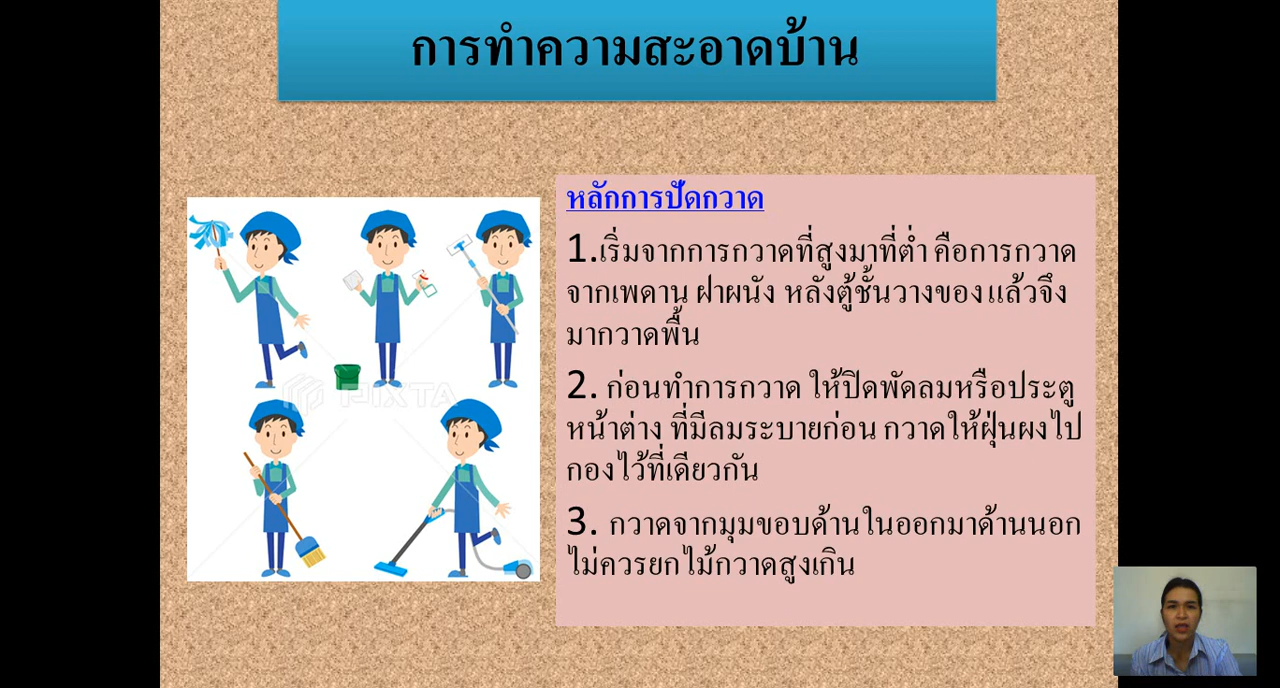 การทำความสะอาดบ้าน
หลักการปัดกวาด
1.เริ่มจากการกวาดที่สูงมาที่ต่ำ คือการกวาด
จากเพดาน ฝาผนัง หลังตู้ชั้นวางของ แล้วจึง
มากวาดพื้น
2. ก่อนทำการกวาด ให้ปิดพัดลมหรือประตู
หน้าต่าง ที่มีลมระบายก่อน กวาดให้ฝุ่นผงไป
กองไว้ที่เดียวกัน
3. กวาดจากมุมขอบด้านในออกมาด้านนอก
ไม่ควรยกไม้กวาดสูงเกิน
PIXTA